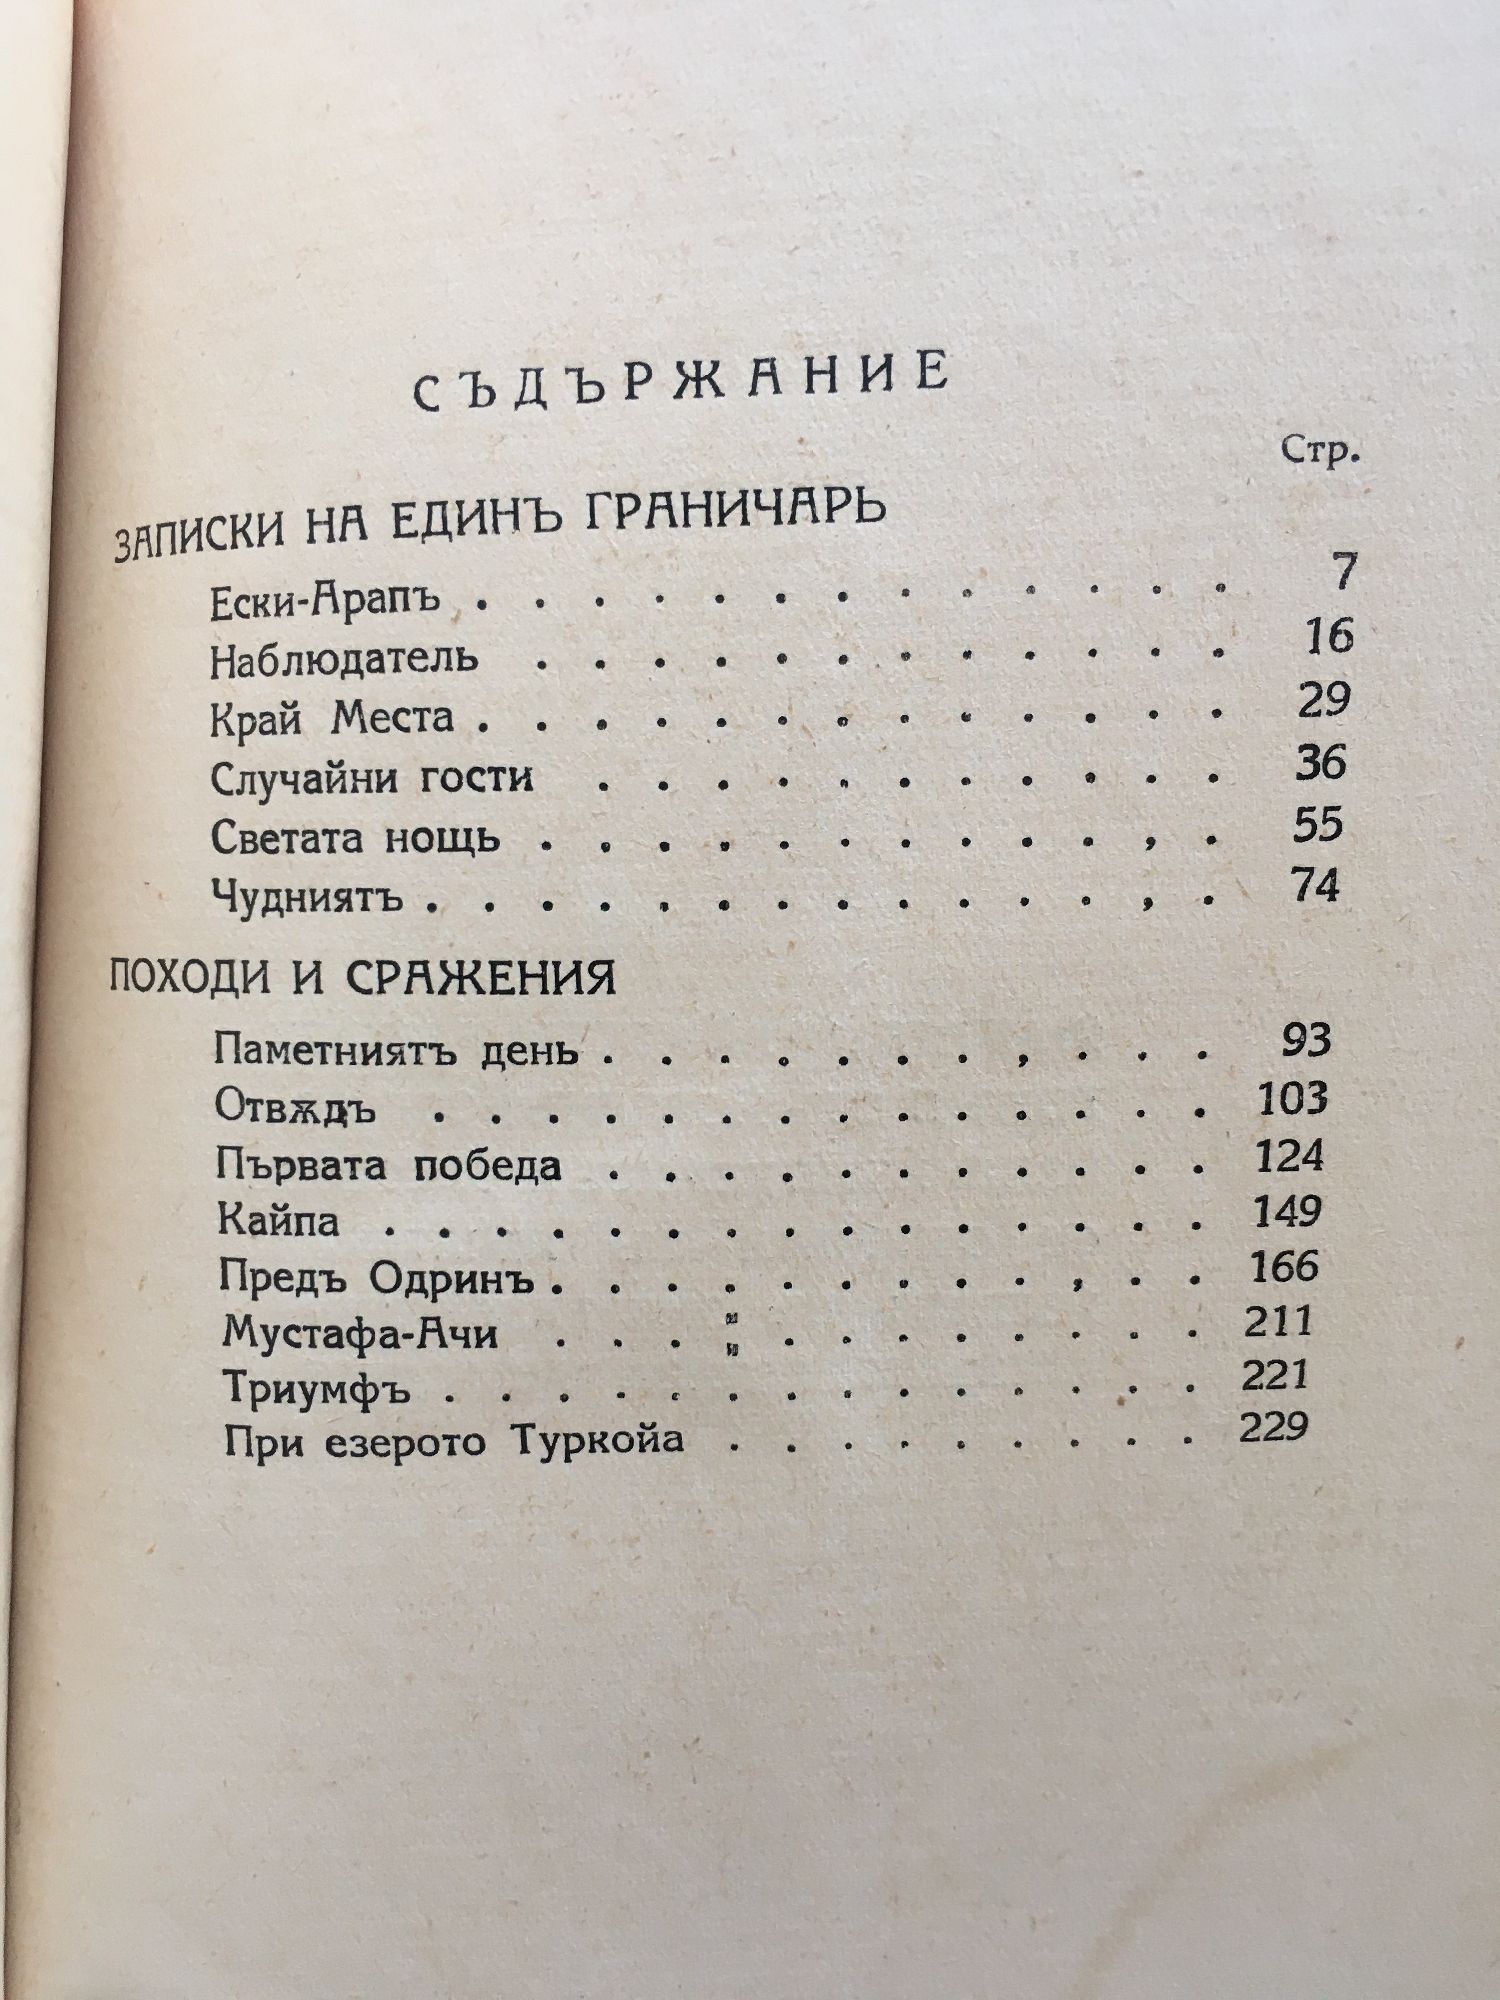 СЪДЪРЖАНИЕ
Стр.
ЗАПИСКИ НА ЕДИНЪ ГРАНИЧАРЬ
Ески-Арапъ . . . . . . . . . . . . . 7
Наблюдатель . . . . . . . . . . . . 16
Край Места . . . . . . . . . . . . . 29
Случайни гости . . . . . . . . . . . 36
Светата нощь . . . . . . . . . . , . 55
Чудниятъ . . . . . . . . . . . . , . 74
ПОХОДИ И СРАЖЕНИЯ
Паметниятъ день . . . . . . . , . . . 93
Отвѫдъ . . . . . . . . . . . . . . 103
Първата победа . . . . . . . . . . . 124
Кайпа . . . . . . . . . . . . . . . 149
Предъ Одринъ . . . . . . . . . , . . 166
Мустафа-Ачи . . . . . . . . . . . 211
Триумфъ . . . . . . . . . . . . . . 221
При езерото Туркойа . . . . . . . . . 229